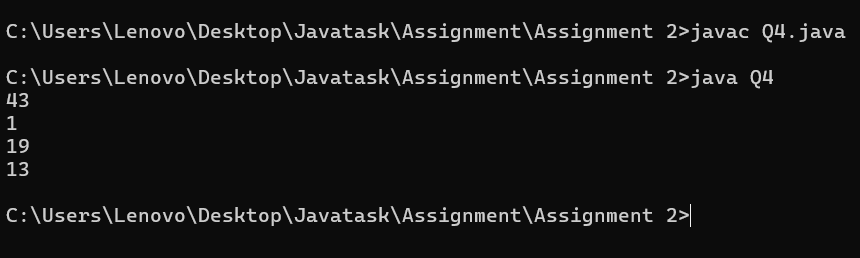 C:\Users\Lenovo\Desktop\Javatask\Assignment\Assignment 2>javac Q4.java
C:\Users\Lenovo\Desktop\Javatask\Assignment\Assignment 2>java Q4
43
1
19
13
C:\Users\Lenovo\Desktop\Javatask\Assignment\Assignment 2>